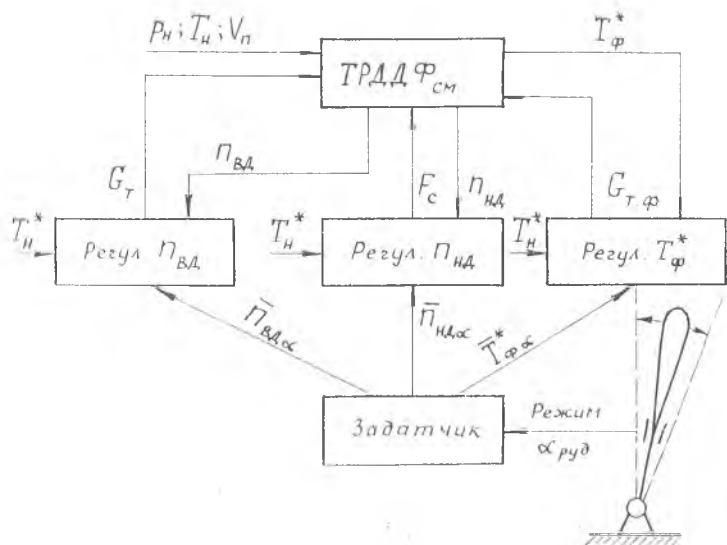 pн; Tн; Vп
T*ф
ТРДДФсм
nвд
Gт
Fс
nнд
Gт.ф
T*н
Регул. nвд
T*н
Регул. nнд
T*н
Регул. T*ф
n̄вдα
n̄ндα
T̄*фα
Задатчик
Режим
αруд